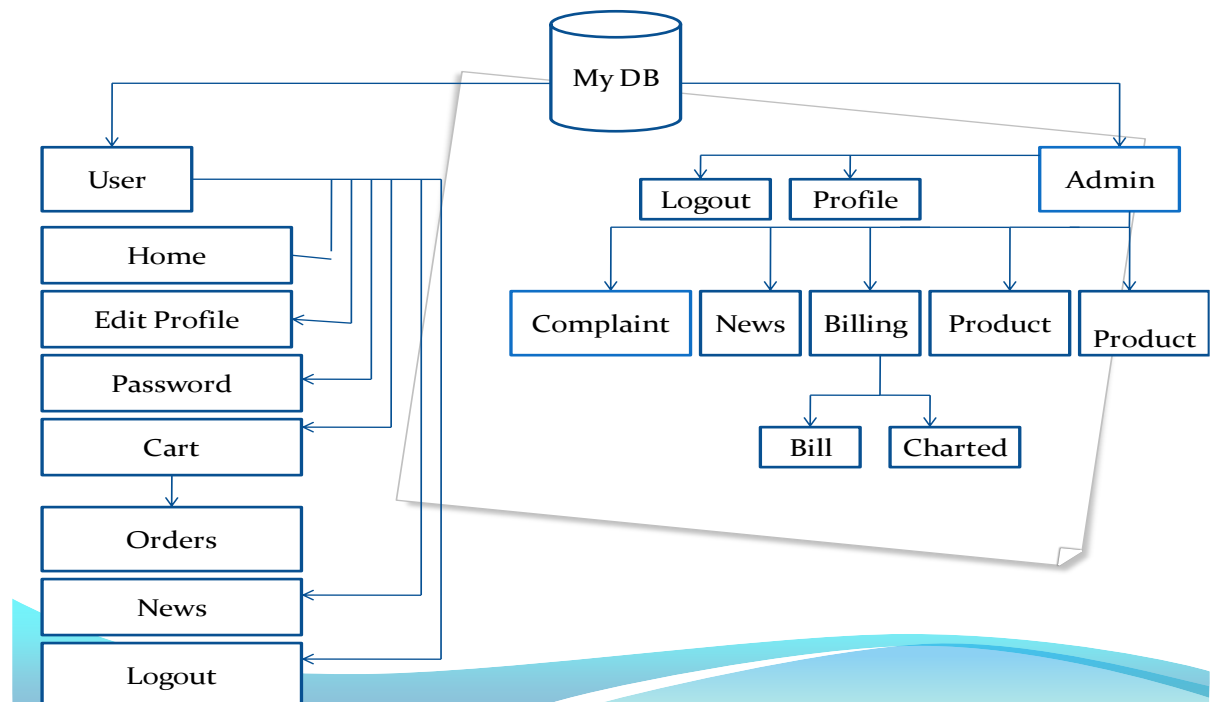 My DB
User
Admin
Logout
Profile
Home
Edit Profile
Complaint
News
Billing
Product
Product
Password
Cart
Bill
Charted
Orders
News
Logout